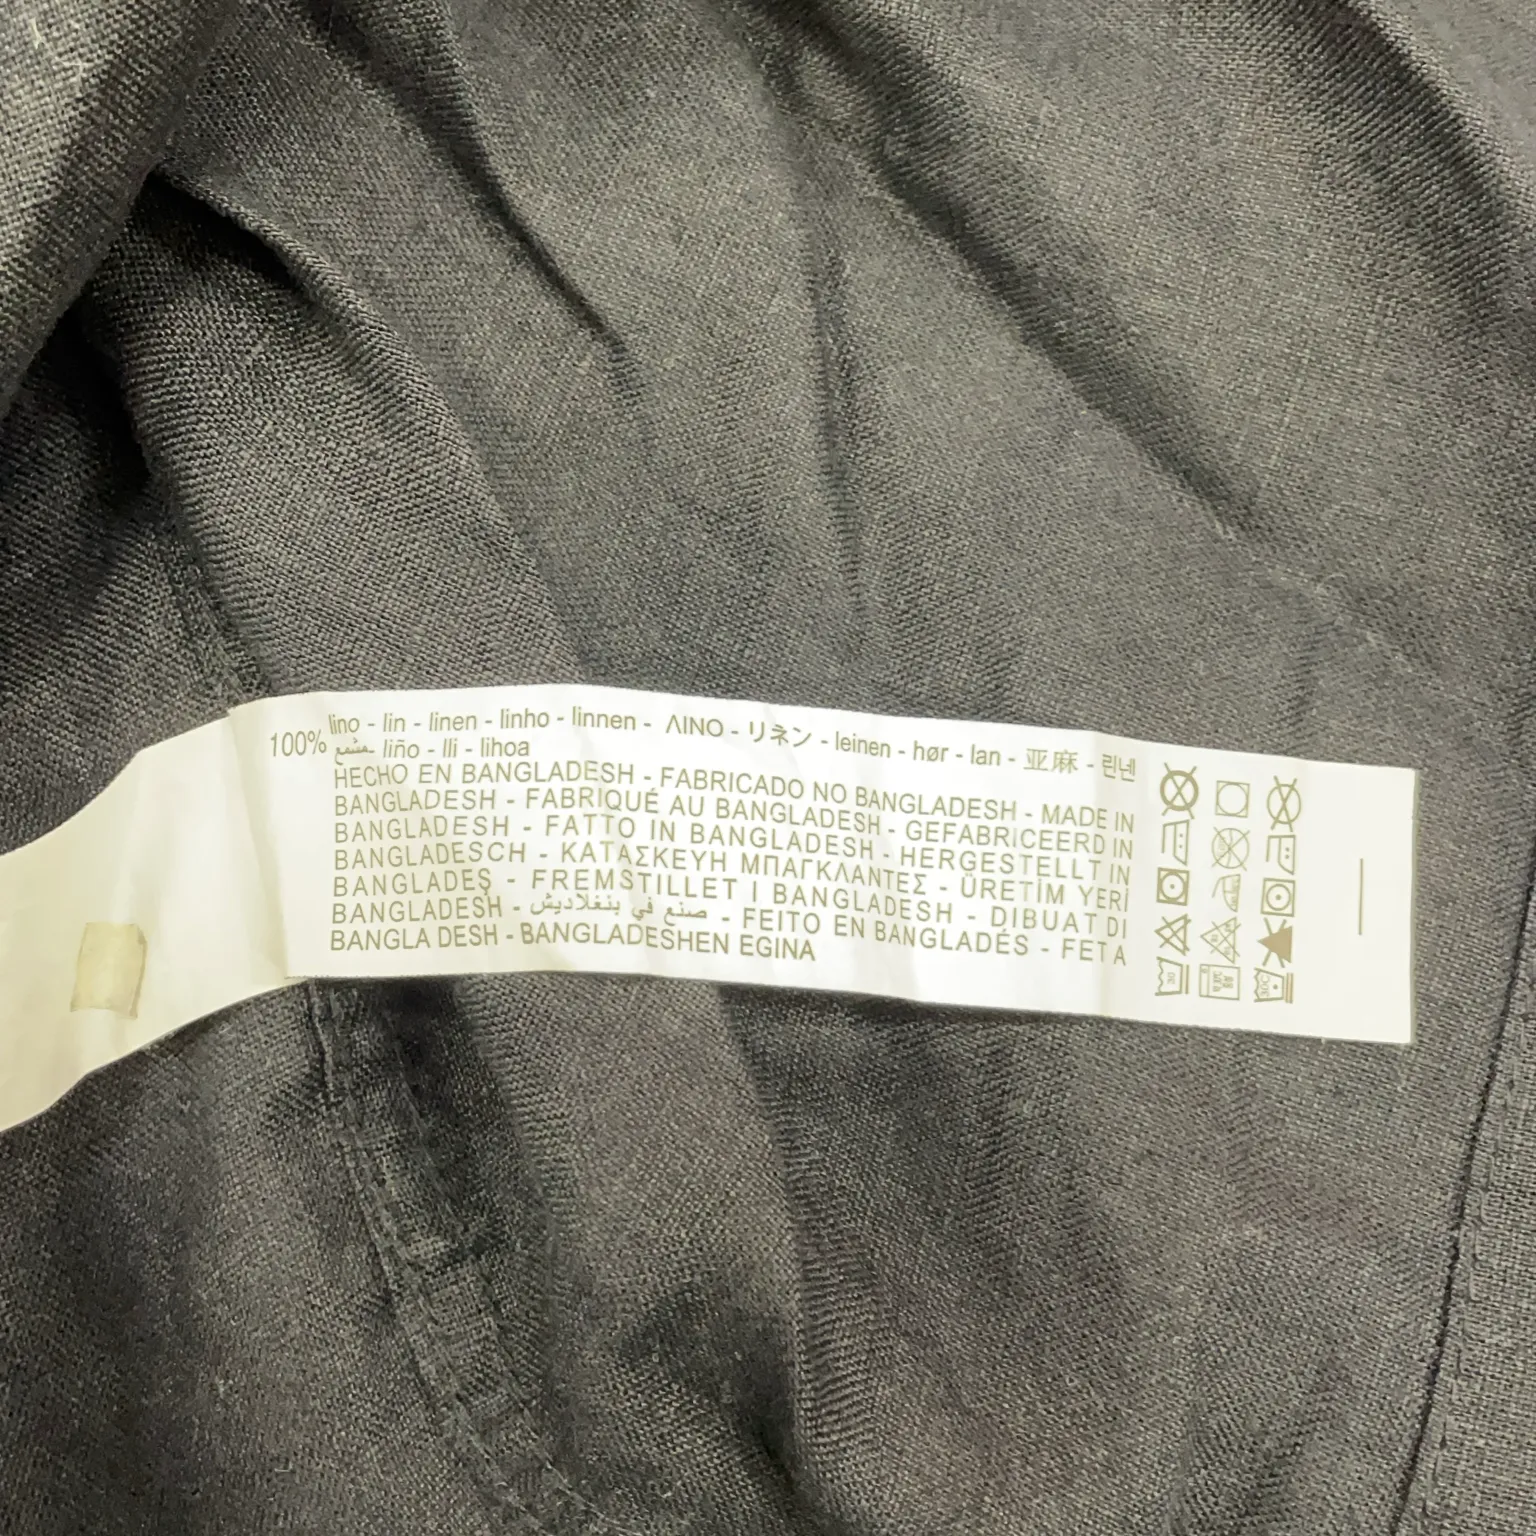 100% lino - lin - linen - linho - linnen - ΛINO - リネン - leinen - hør - lan - 亚麻 - 린넨
- liño - lli - lihoa
HECHO EN BANGLADESH - FABRICADO NO BANGLADESH - MADE IN
BANGLADESH - FABRIQUÉ AU BANGLADESH - GEFABRICEERD IN
BANGLADESH - FATTO IN BANGLADESH - HERGESTELLT IN
BANGLADESCH - ΚΑΤΑΣΚΕΥΗ ΜΠΑΓΚΛΑΝΤΕΣ - ÜRETİM YERİ
BANGLADEŞ - FREMSTILLET I BANGLADESH - DIBUAT DI
BANGLADESH - صنع في بنغلاديش - FEITO EN BANGLADÉS - FETA
BANGLA DESH - BANGLADESHEN EGINA